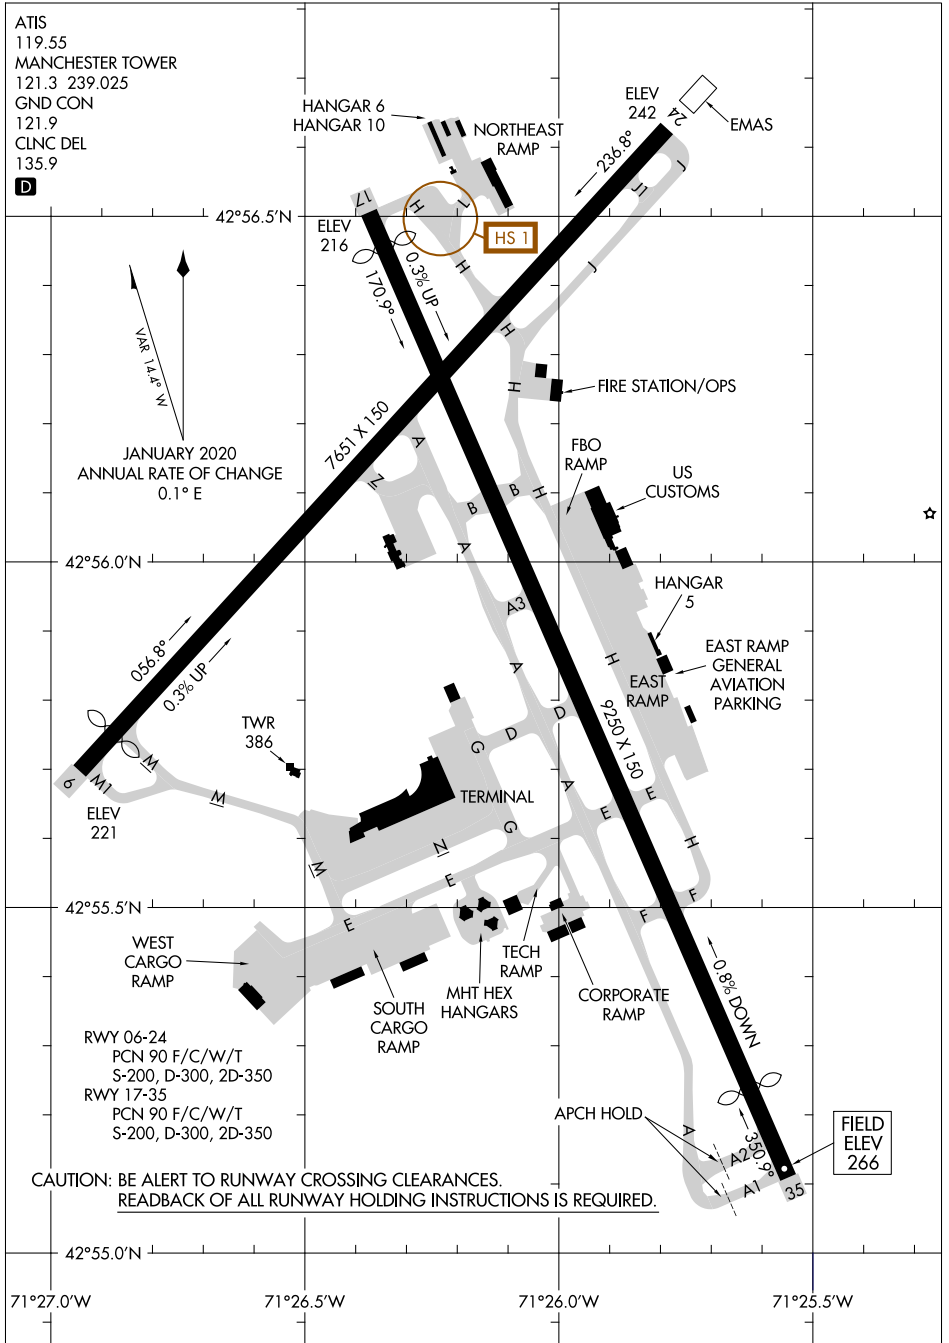 ATIS
119.55
MANCHESTER TOWER
121.3 239.025
GND CON
121.9
CLNC DEL
135.9
D
HANGAR 6
HANGAR 10
NORTHEAST
RAMP
ELEV
242
24
EMAS
236.8°
J1
J
J
17
H
L
HS 1
42°56.5'N
ELEV
216
170.9°
0.3% UP
H
H
H
VAR 14.4° W
JANUARY 2020
ANNUAL RATE OF CHANGE
0.1° E
7651 X 150
FIRE STATION/OPS
FBO
RAMP
US
CUSTOMS
A
N
B
B
H
A
42°56.0'N
A3
HANGAR
5
EAST RAMP
GENERAL
AVIATION
PARKING
EAST
RAMP
H
A
056.8°
0.3% UP
9250 X 150
TWR
386
G
D
D
6
M1
M
M
ELEV
221
TERMINAL
A
E
E
G
H
M
N
E
F
F
42°55.5'N
E
WEST
CARGO
RAMP
SOUTH
CARGO
RAMP
MHT HEX
HANGARS
TECH
RAMP
CORPORATE
RAMP
0.8% DOWN
RWY 06-24
PCN 90 F/C/W/T
S-200, D-300, 2D-350
RWY 17-35
PCN 90 F/C/W/T
S-200, D-300, 2D-350
APCH HOLD
A
A2
A1
350.9°
35
FIELD
ELEV
266
CAUTION: BE ALERT TO RUNWAY CROSSING CLEARANCES.
READBACK OF ALL RUNWAY HOLDING INSTRUCTIONS IS REQUIRED.
42°55.0'N
71°27.0'W
71°26.5'W
71°26.0'W
71°25.5'W